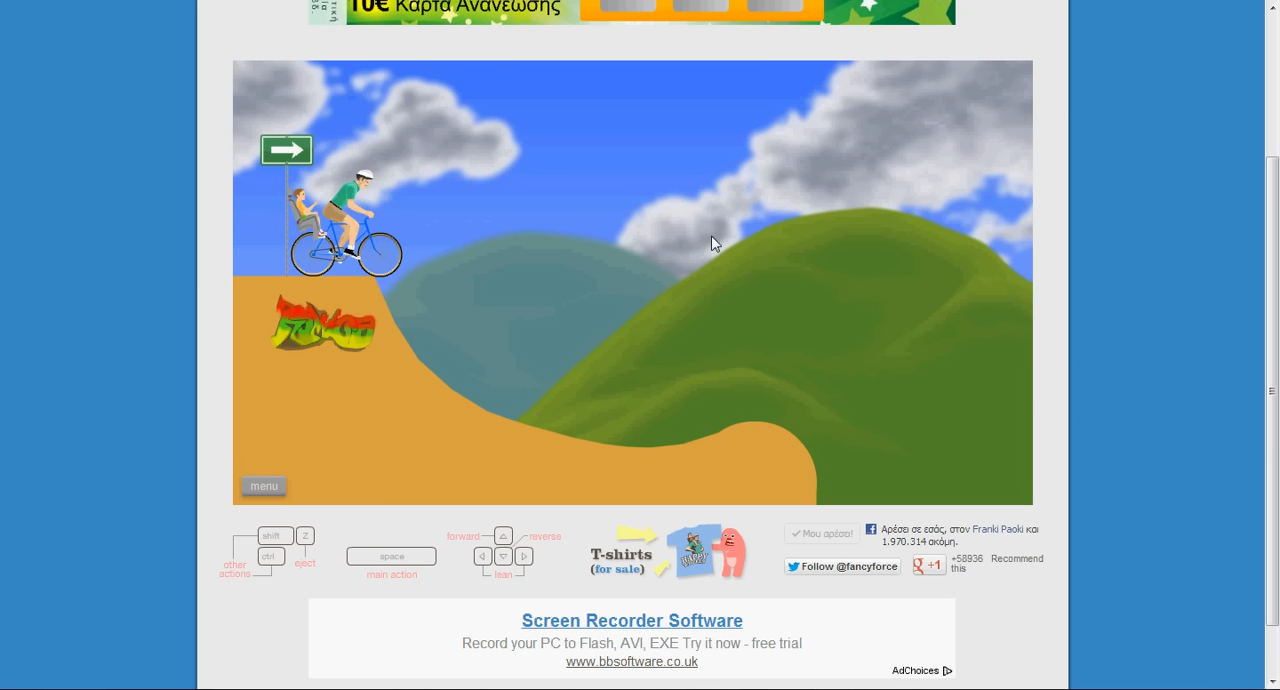 10€ Κάρτα Ανανέωσης
menu
shift
Z
ctrl
other
actions
eject
space
main action
forward
reverse
lean
T-shirts
(for sale)
Μου αρέσει!
Αρέσει σε εσάς, στον Franki Paoki και
1.970.314 ακόμη.
Follow @fancyforce
+1
+58936 Recommend
this
Screen Recorder Software
Record your PC to Flash, AVI, EXE Try it now - free trial
www.bbsoftware.co.uk
AdChoices